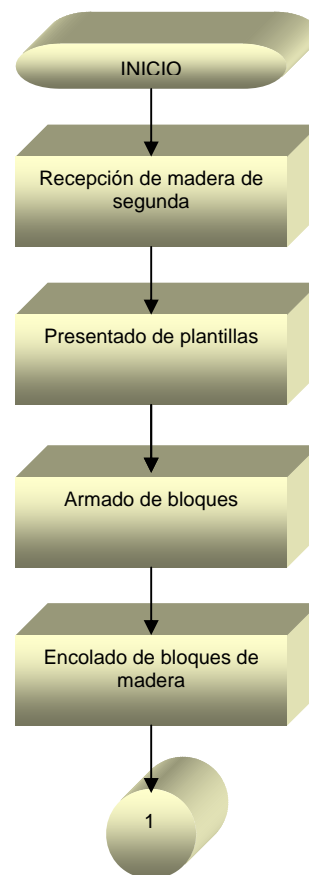 INICIO
Recepción de madera de
segunda
Presentado de plantillas
Armado de bloques
Encolado de bloques de
madera
1